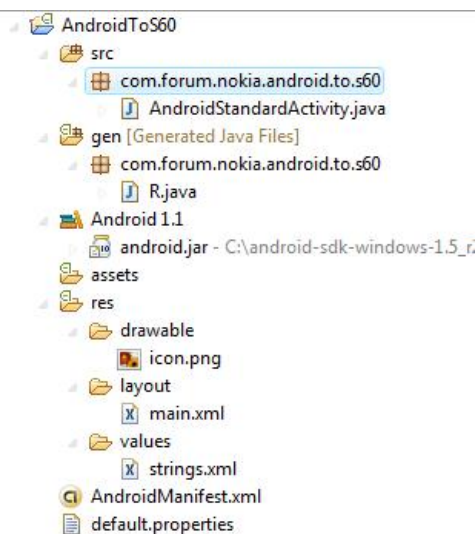 AndroidToS60
src
com.forum.nokia.android.to.s60
AndroidStandardActivity.java
gen [Generated Java Files]
com.forum.nokia.android.to.s60
R.java
Android 1.1
android.jar - C:\android-sdk-windows-1.5_r2
assets
res
drawable
icon.png
layout
main.xml
values
strings.xml
AndroidManifest.xml
default.properties